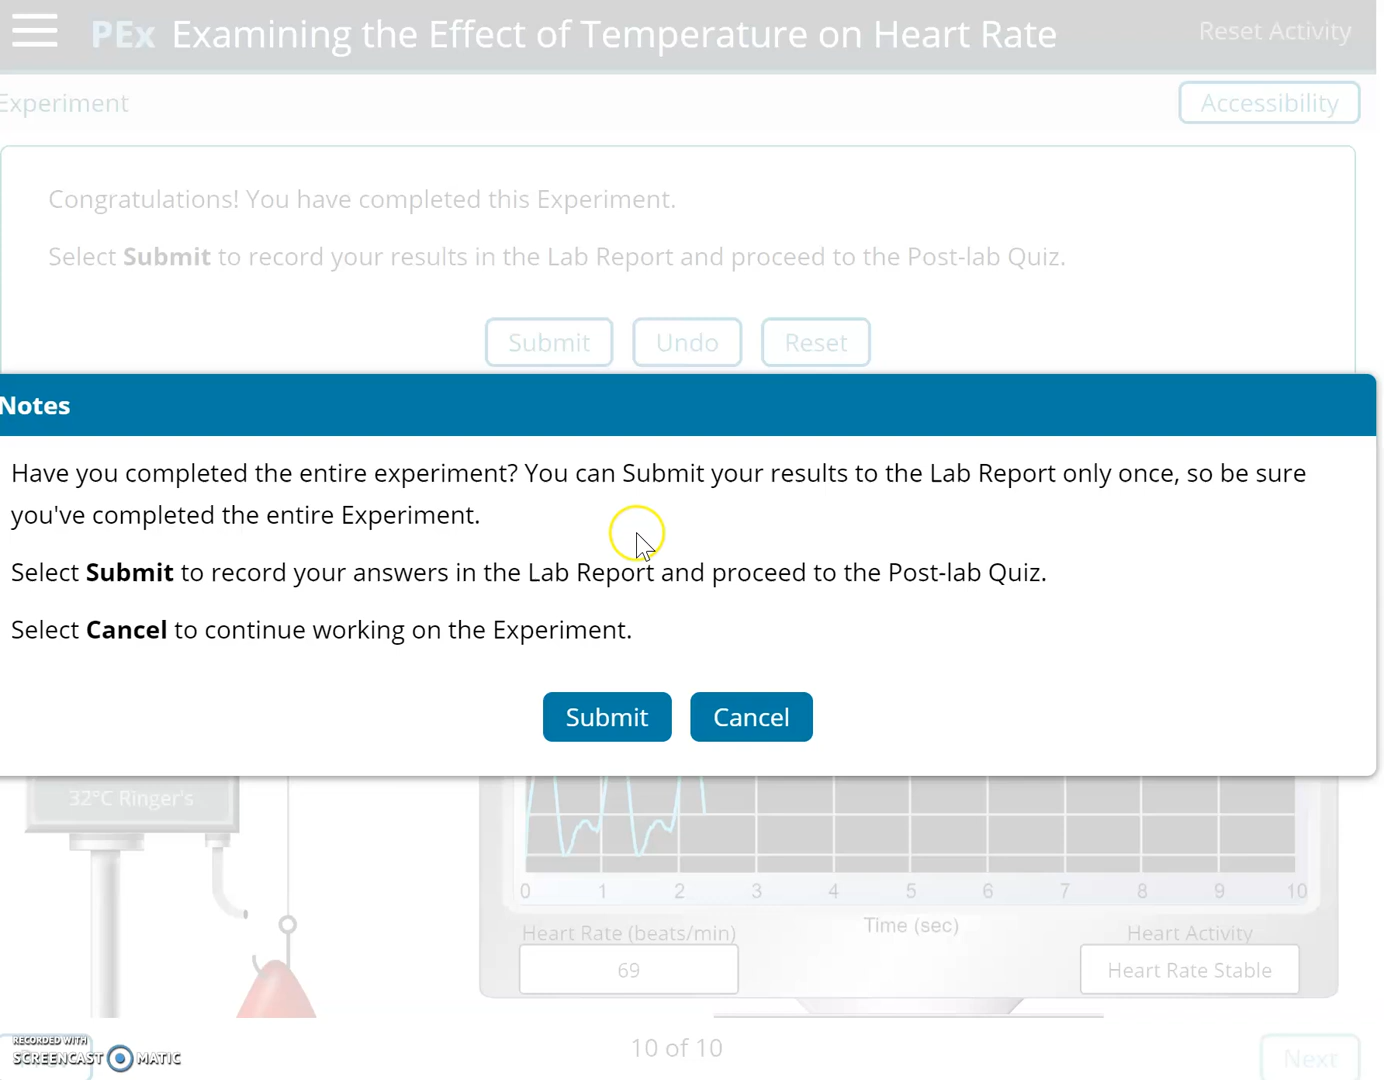 PEx Examining the Effect of Temperature on Heart Rate
Reset Activity
Experiment
Accessibility
Congratulations! You have completed this Experiment.
Select Submit to record your results in the Lab Report and proceed to the Post-lab Quiz.
Submit
Undo
Reset
Notes
Have you completed the entire experiment? You can Submit your results to the Lab Report only once, so be sure
you've completed the entire Experiment.
Select Submit to record your answers in the Lab Report and proceed to the Post-lab Quiz.
Select Cancel to continue working on the Experiment.
Submit
Cancel
32°C Ringer's
0 1 2 3 4 5 6 7 8 9 10
Time (sec)
Heart Rate (beats/min)
69
Heart Activity
Heart Rate Stable
10 of 10
Next
RECORDED WITH
SCREENCAST MATIC